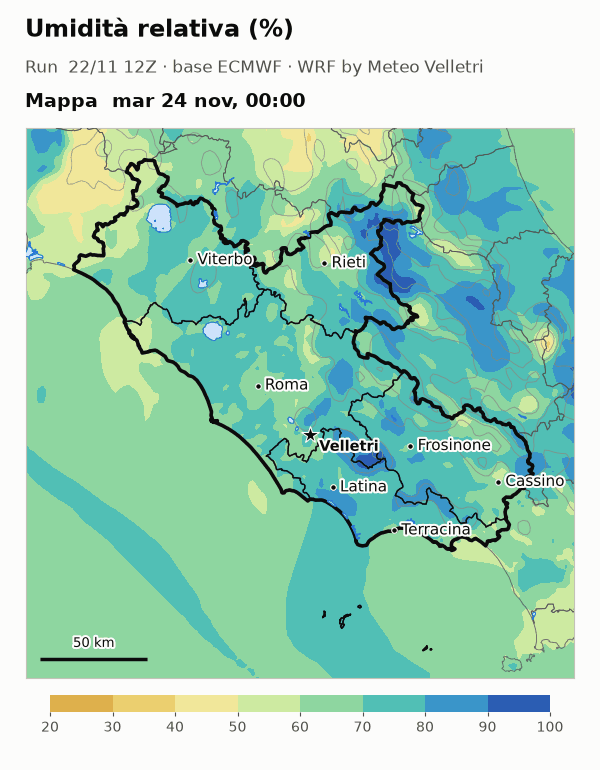 Umidità relativa (%)
Run  22/11 12Z · base ECMWF · WRF by Meteo Velletri
Mappa  mar 24 nov, 00:00
Viterbo
Rieti
Roma
Velletri
Frosinone
Cassino
Latina
Terracina
50 km
20 30 40 50 60 70 80 90 100